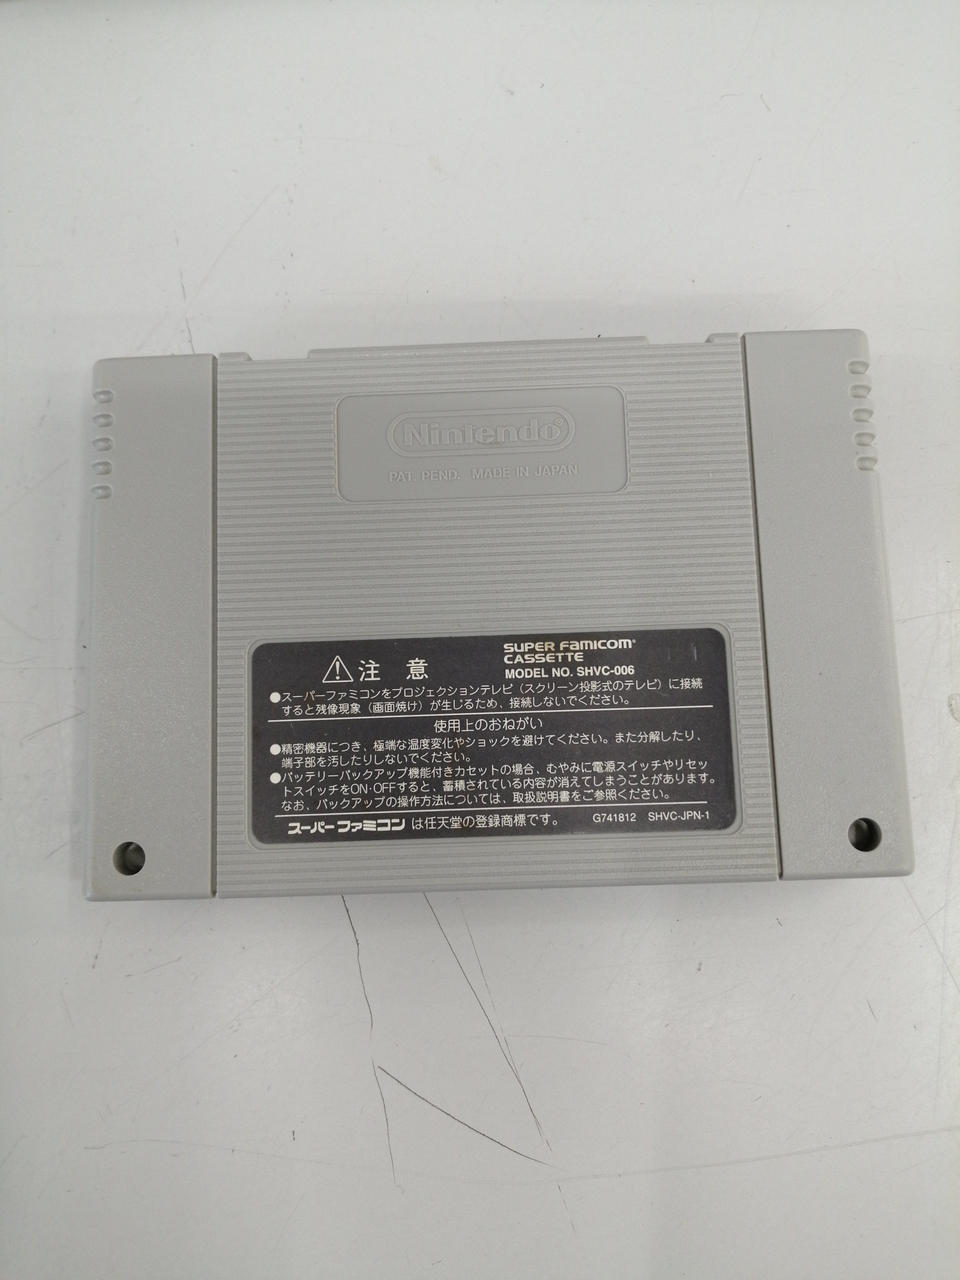 Nintendo®
PAT. PEND. MADE IN JAPAN
⚠注意
SUPER FAMICOM®
CASSETTE
MODEL NO. SHVC-006
●スーパーファミコンをプロジェクションテレビ（スクリーン投影式のテレビ）に接続
すると残像現象（画面焼け）が生じるため、接続しないでください。
使用上のおねがい
●精密機器につき、極端な温度変化やショックを避けてください。また分解したり、
端子部を汚したりしないでください。
●バッテリーバックアップ機能付きカセットの場合、むやみに電源スイッチやリセッ
トスイッチをON·OFFすると、蓄積されている内容が消えてしまうことがあります。
なお、バックアップの操作方法については、取扱説明書をご参照ください。
スーパーファミコンは任天堂の登録商標です。 G741812 SHVC-JPN-1